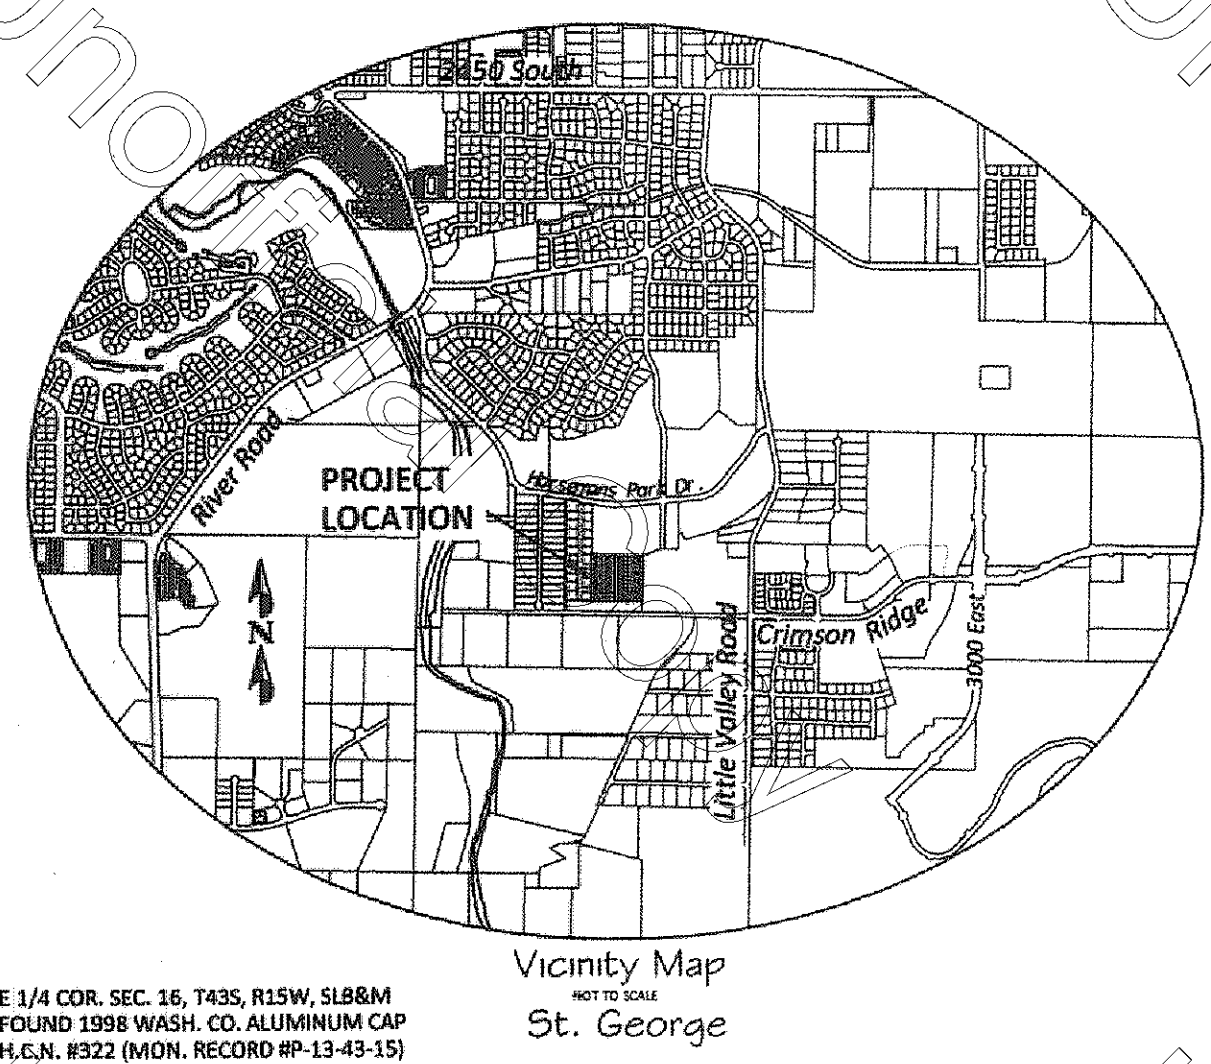 2450 South
River Road
PROJECT
LOCATION
Horsemans Park Dr.
N
Crimson Ridge
Little Valley Road
3000 East
Vicinity Map
NOT TO SCALE
St. George
E 1/4 COR. SEC. 16, T43S, R15W, SLB&M
FOUND 1998 WASH. CO. ALUMINUM CAP
H.C.N. #322 (MON. RECORD #P-13-43-15)